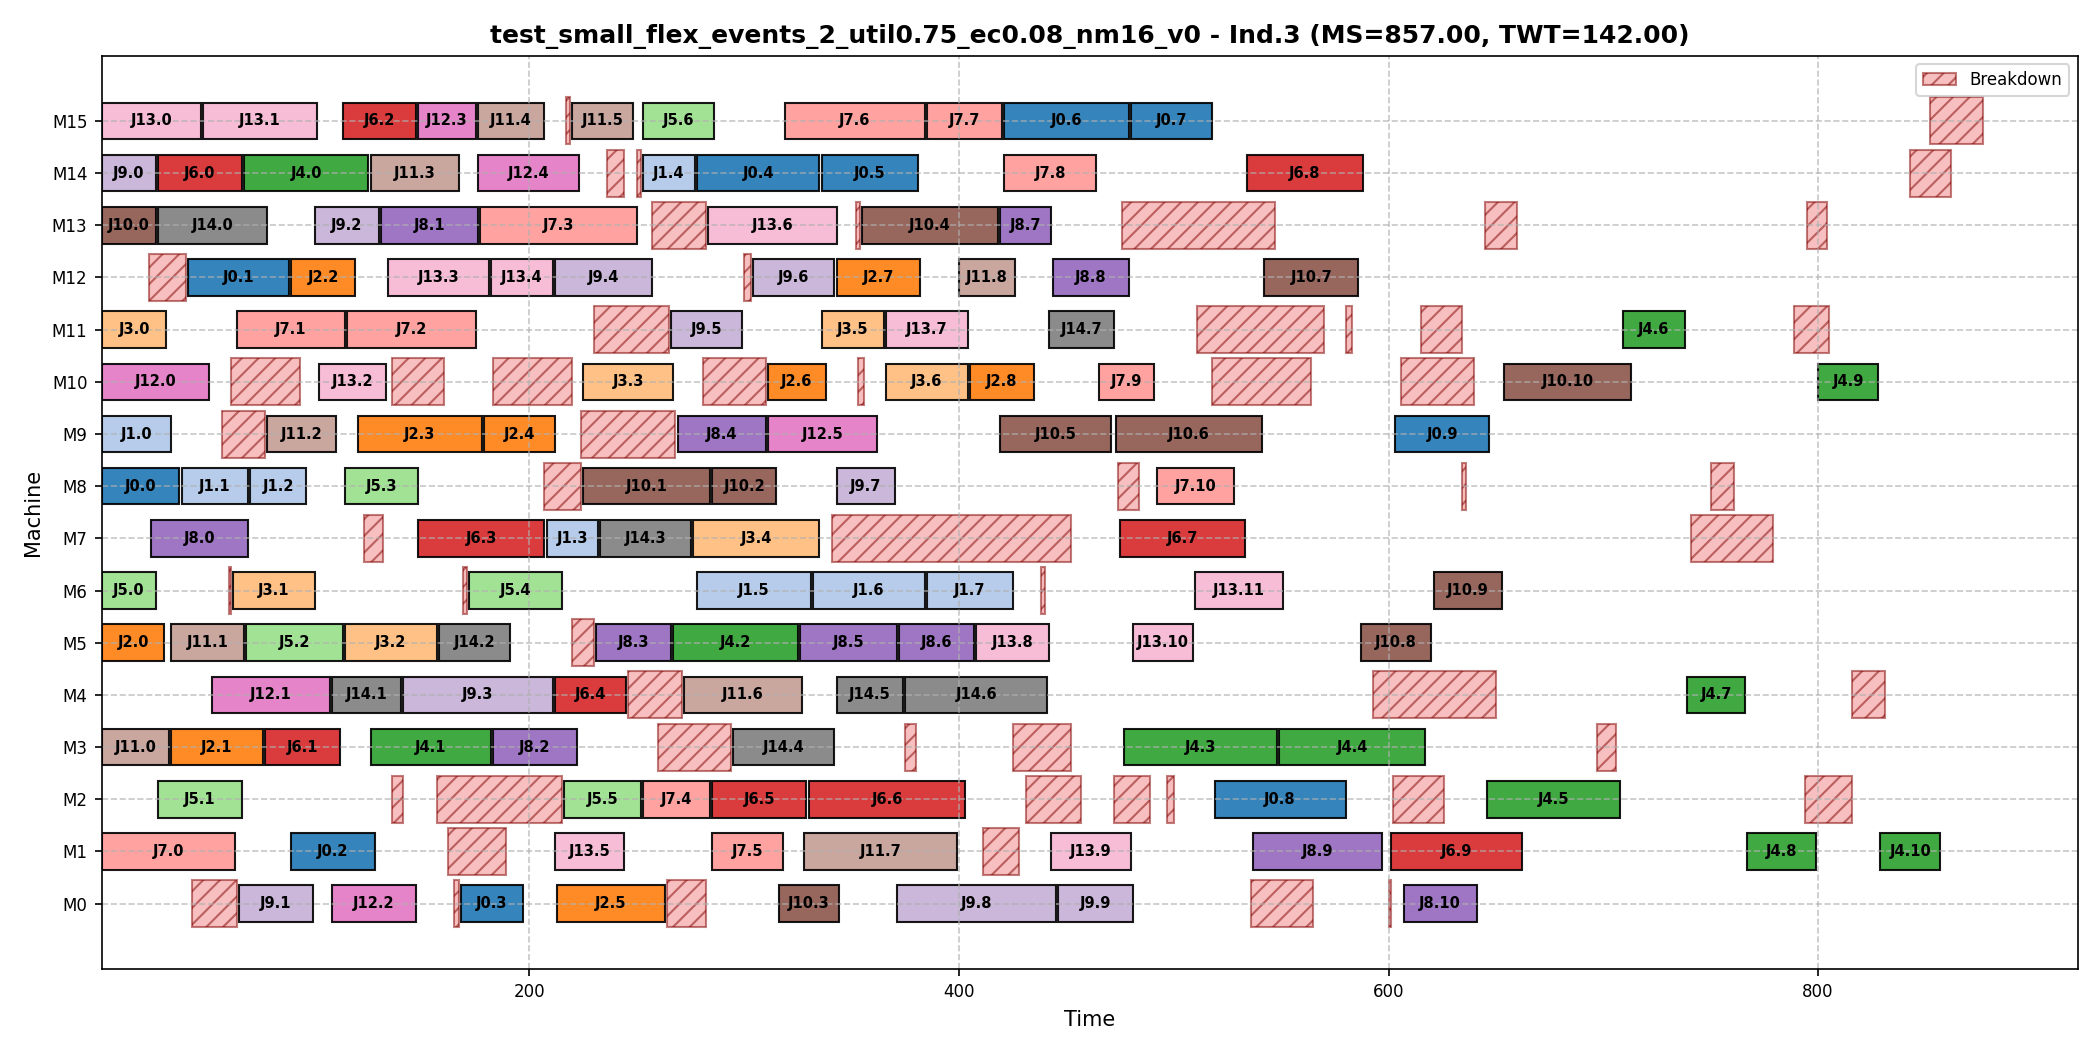 test_small_flex_events_2_util0.75_ec0.08_nm16_v0 - Ind.3 (MS=857.00, TWT=142.00)
Breakdown
M15 J13.0 J13.1 J6.2 J12.3 J11.4 J11.5 J5.6 J7.6 J7.7 J0.6 J0.7
M14 J9.0 J6.0 J4.0 J11.3 J12.4 J1.4 J0.4 J0.5 J7.8 J6.8
M13 J10.0 J14.0 J9.2 J8.1 J7.3 J13.6 J10.4 J8.7
M12 J0.1 J2.2 J13.3 J13.4 J9.4 J9.6 J2.7 J11.8 J8.8 J10.7
M11 J3.0 J7.1 J7.2 J9.5 J3.5 J13.7 J14.7 J4.6
M10 J12.0 J13.2 J3.3 J2.6 J3.6 J2.8 J7.9 J10.10 J4.9
M9 J1.0 J11.2 J2.3 J2.4 J8.4 J12.5 J10.5 J10.6 J0.9
M8 J0.0 J1.1 J1.2 J5.3 J10.1 J10.2 J9.7 J7.10
M7 J8.0 J6.3 J1.3 J14.3 J3.4 J6.7
M6 J5.0 J3.1 J5.4 J1.5 J1.6 J1.7 J13.11 J10.9
M5 J2.0 J11.1 J5.2 J3.2 J14.2 J8.3 J4.2 J8.5 J8.6 J13.8 J13.10 J10.8
M4 J12.1 J14.1 J9.3 J6.4 J11.6 J14.5 J14.6 J4.7
M3 J11.0 J2.1 J6.1 J4.1 J8.2 J14.4 J4.3 J4.4
M2 J5.1 J5.5 J7.4 J6.5 J6.6 J0.8 J4.5
M1 J7.0 J0.2 J13.5 J7.5 J11.7 J13.9 J8.9 J6.9 J4.8 J4.10
M0 J9.1 J12.2 J0.3 J2.5 J10.3 J9.8 J9.9 J8.10
Machine
200 400 600 800
Time